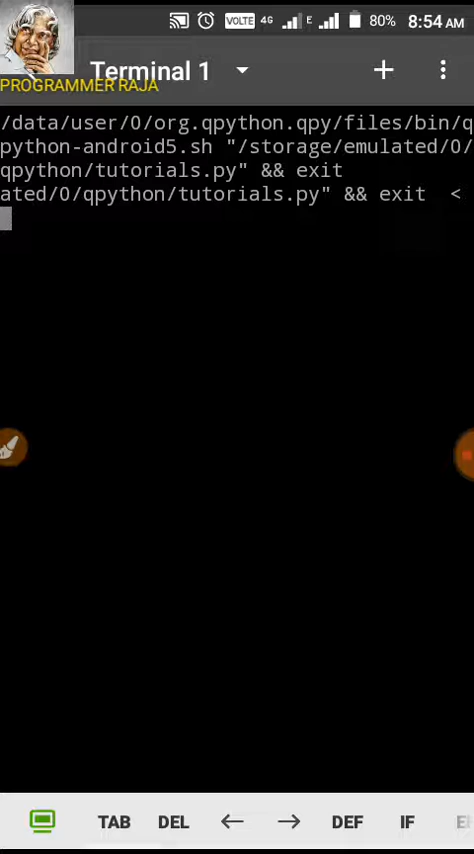 VOLTE 4G E 80% 8:54 AM
Terminal 1
PROGRAMMER RAJA
/data/user/0/org.qpython.qpy/files/bin/q
python-android5.sh "/storage/emulated/0/
qpython/tutorials.py" && exit
ated/0/qpython/tutorials.py" && exit <
TAB DEL ← → DEF IF